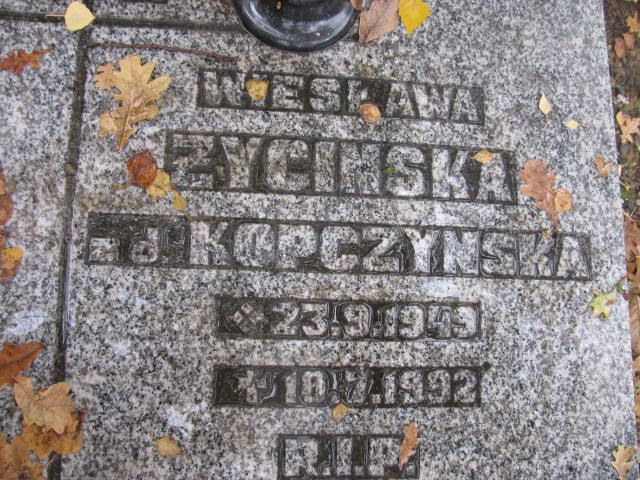 WIESŁAWA
ŻYCIŃSKA
Z D. KOPCZYŃSKA
23.9.1949
10.7.1992
R.I.P.